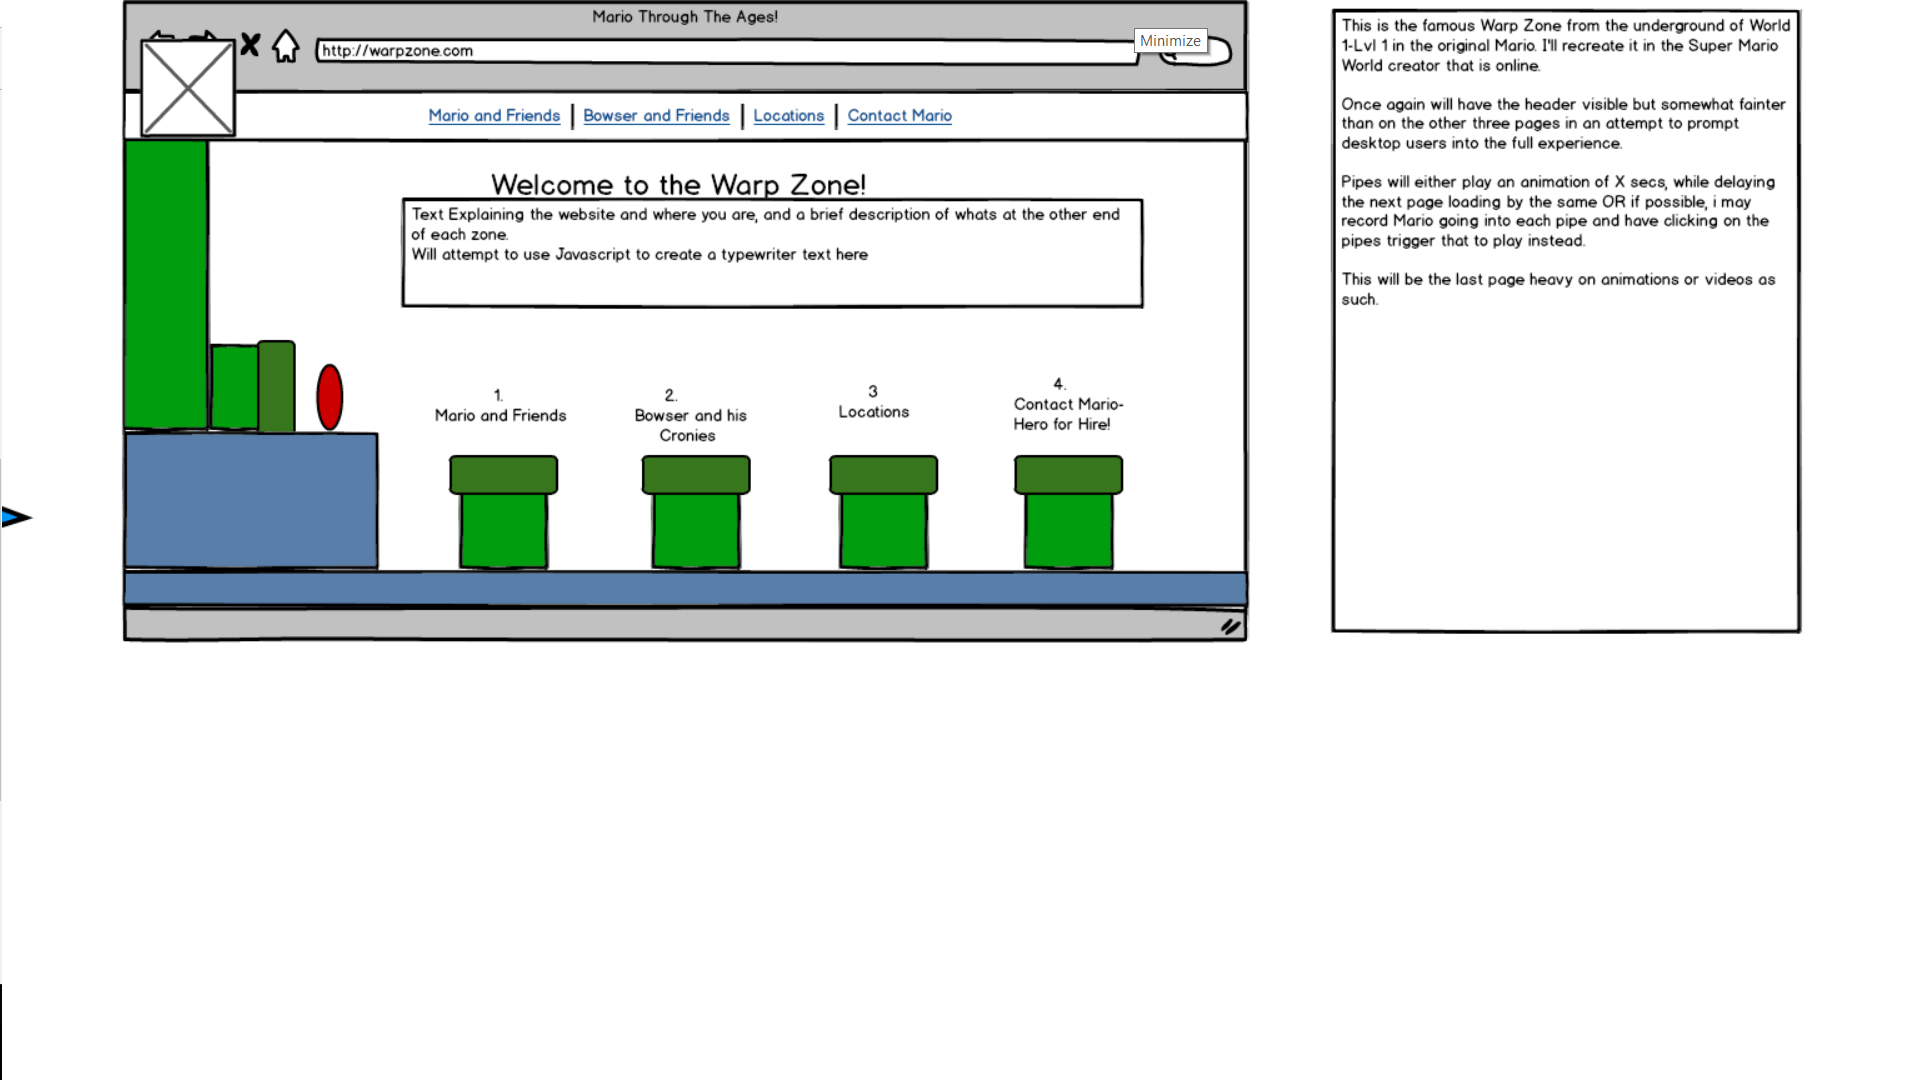 Mario Through The Ages!
http://warpzone.com
Minimize
Mario and Friends | Bowser and Friends | Locations | Contact Mario
Welcome to the Warp Zone!
Text Explaining the website and where you are, and a brief description of whats at the other end
of each zone.
Will attempt to use Javascript to create a typewriter text here
1.
Mario and Friends
2.
Bowser and his
Cronies
3
Locations
4.
Contact Mario-
Hero for Hire!
This is the famous Warp Zone from the underground of World
1-Lvl 1 in the original Mario. I'll recreate it in the Super Mario
World creator that is online.
Once again will have the header visible but somewhat fainter
than on the other three pages in an attempt to prompt
desktop users into the full experience.
Pipes will either play an animation of X secs, while delaying
the next page loading by the same OR if possible, i may
record Mario going into each pipe and have clicking on the
pipes trigger that to play instead.
This will be the last page heavy on animations or videos as
such.